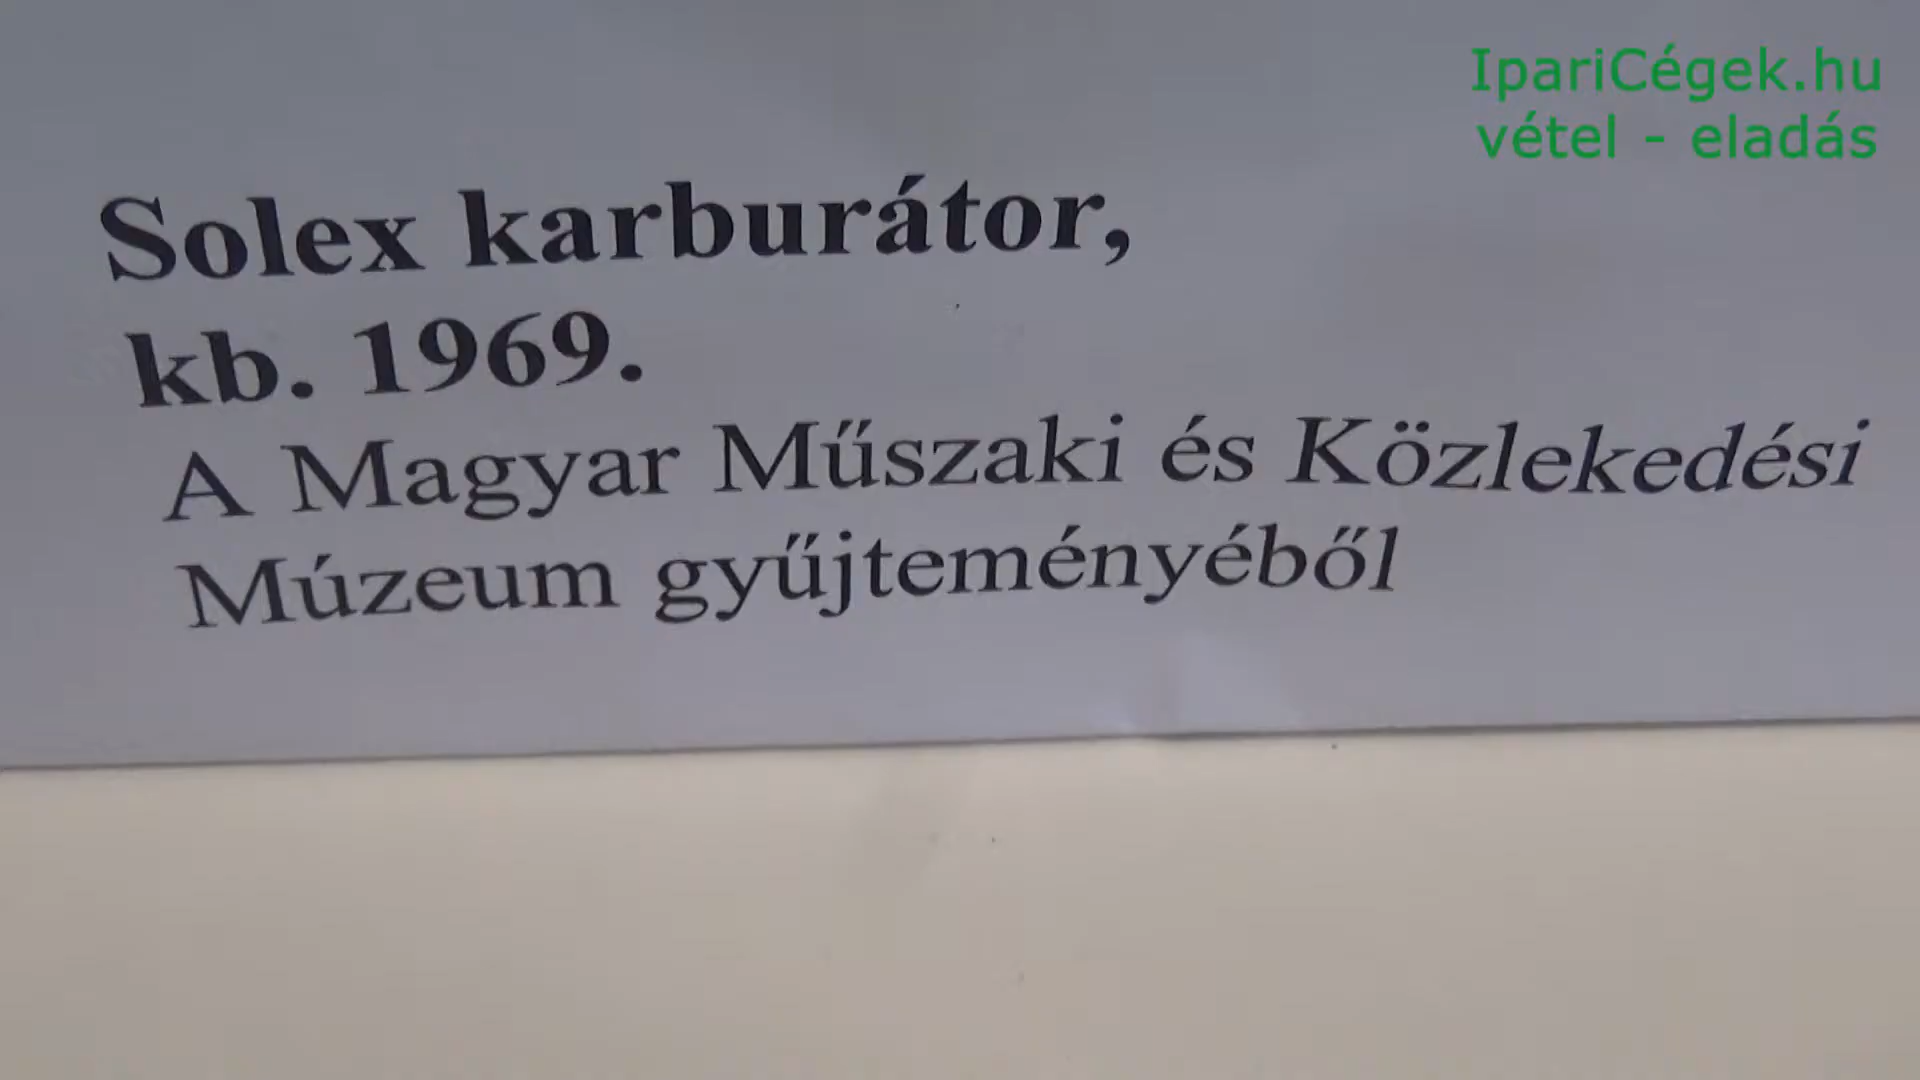 IpariCégek.hu
vétel - eladás
Solex karburátor,
kb. 1969.
A Magyar Műszaki és Közlekedési
Múzeum gyűjteményéből